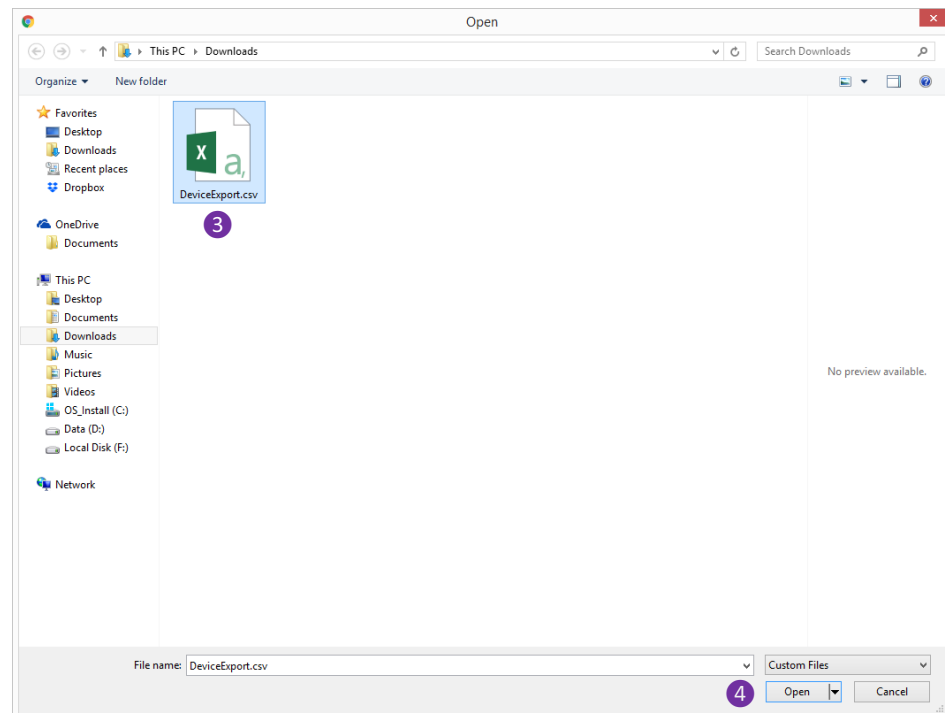 Open
This PC Downloads Search Downloads
Organize New folder
Favorites
Desktop
Downloads
Recent places
Dropbox
OneDrive
Documents
This PC
Desktop
Documents
Downloads
Music
Pictures
Videos
OS_Install (C:)
Data (D:)
Local Disk (F:)
Network
X a,
DeviceExport.csv
3
No preview available.
File name: DeviceExport.csv Custom Files
4 Open Cancel